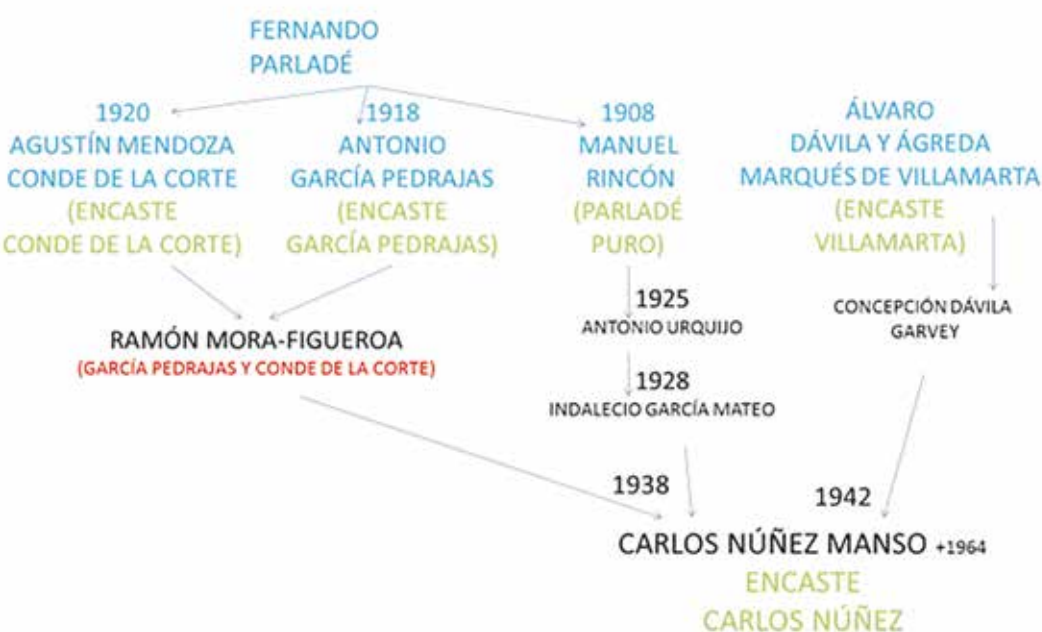 FERNANDO
PARLADÉ
1920
AGUSTÍN MENDOZA
CONDE DE LA CORTE
(ENCASTE
CONDE DE LA CORTE)
1918
ANTONIO
GARCÍA PEDRAJAS
(ENCASTE
GARCÍA PEDRAJAS)
1908
MANUEL
RINCÓN
(PARLADÉ
PURO)
ÁLVARO
DÁVILA Y ÁGREDA
MARQUÉS DE VILLAMARTA
(ENCASTE
VILLAMARTA)
RAMÓN MORA-FIGUEROA
(GARCÍA PEDRAJAS Y CONDE DE LA CORTE)
1925
ANTONIO URQUIJO
1928
INDALECIO GARCÍA MATEO
CONCEPCIÓN DÁVILA
GARVEY
1938
1942
CARLOS NÚÑEZ MANSO +1964
ENCASTE
CARLOS NÚÑEZ